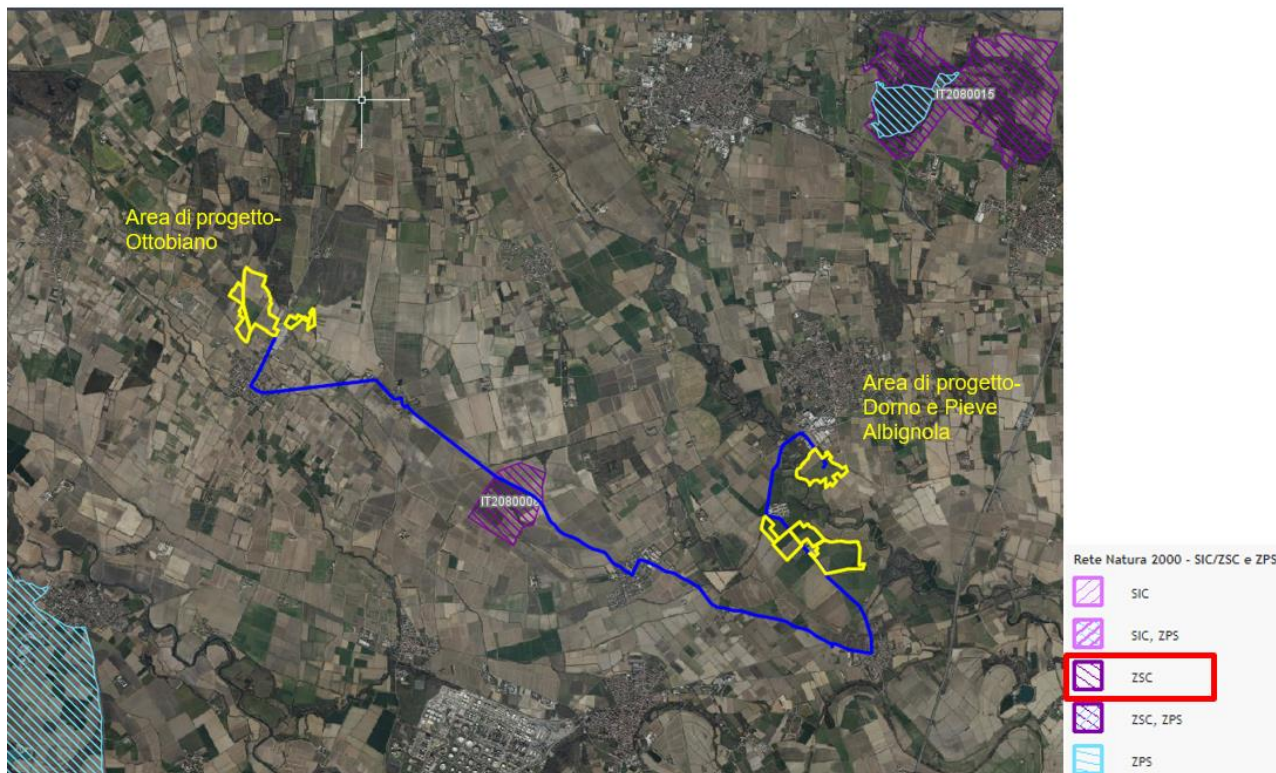 IT2080015
Area di progetto-
Ottobiano
Area di progetto-
Dorno e Pieve
Albignola
IT2080008
Rete Natura 2000 - SIC/ZSC e ZPS
SIC
SIC, ZPS
ZSC
ZSC, ZPS
ZPS